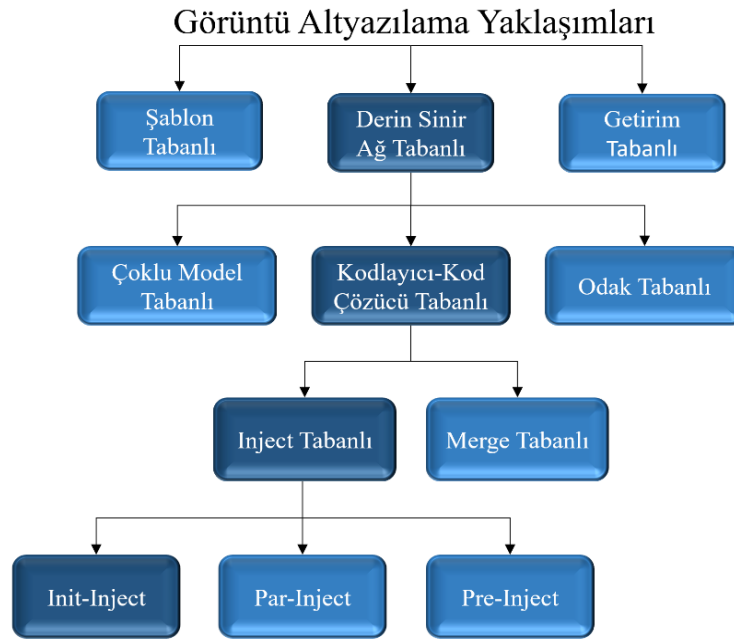 Görüntü Altyazılama Yaklaşımları
Şablon
Tabanlı
Derin Sinir
Ağ Tabanlı
Getirim
Tabanlı
Çoklu Model
Tabanlı
Kodlayıcı-Kod
Çözücü Tabanlı
Odak Tabanlı
Inject Tabanlı
Merge Tabanlı
Init-Inject
Par-Inject
Pre-Inject